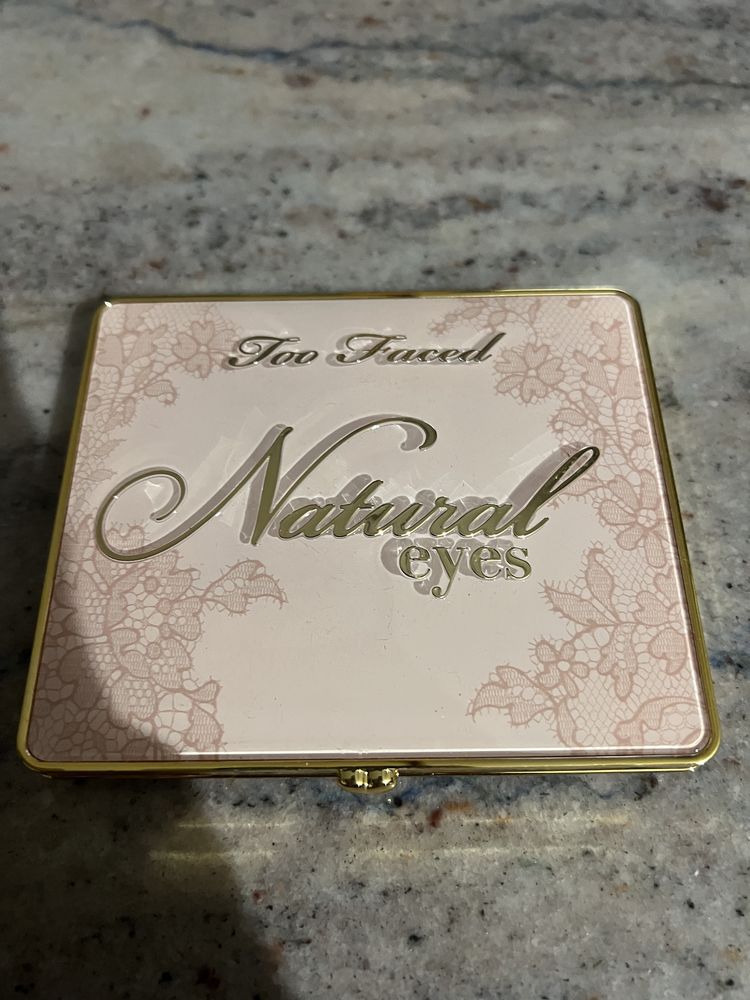 Too Faced
Natural
eyes